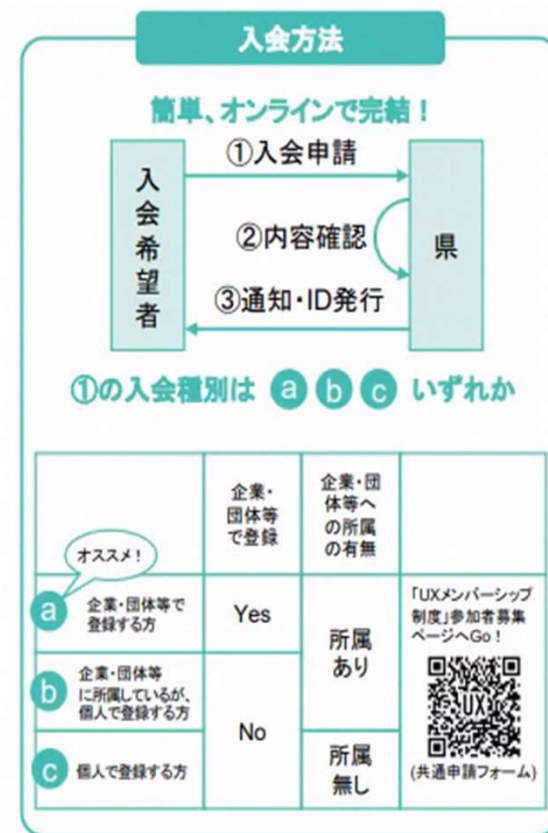 入会方法
簡単、オンラインで完結！
入会希望者
①入会申請
②内容確認
③通知・ID発行
県
①の入会種別は a b c いずれか
企業・
団体等
で登録
企業・団
体等へ
の所属
の有無
オススメ！
a 企業・団体等で
登録する方
Yes
所属
あり
「UXメンバーシップ
制度」参加者募集
ページへGo！
UX
(共通申請フォーム)
b 企業・団体等
に所属しているが、
個人で登録する方
No
c 個人で登録する方
所属
無し